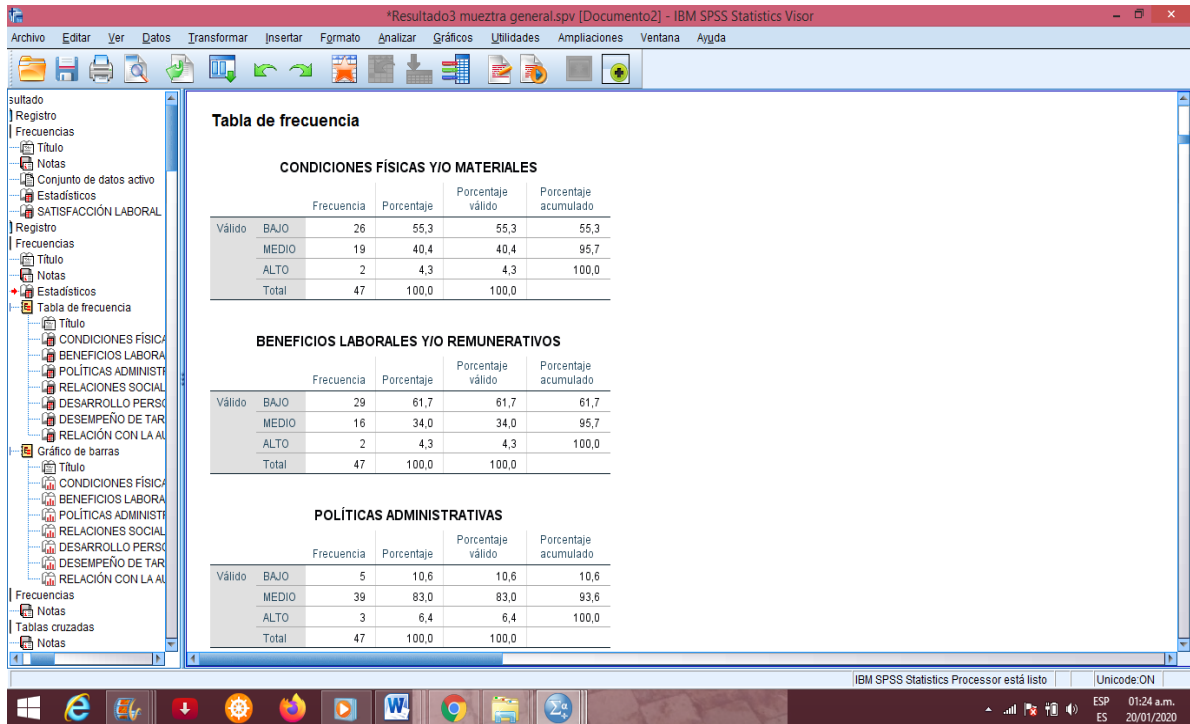 *Resultado3 mueztra general.spv [Documento2] - IBM SPSS Statistics Visor
Archivo Editar Ver Datos Transformar Insertar Formato Analizar Gráficos Utilidades Ampliaciones Ventana Ayuda
sultado
Registro
Frecuencias
Título
Notas
Conjunto de datos activo
Estadísticos
SATISFACCIÓN LABORAL
Registro
Frecuencias
Título
Notas
Estadísticos
Tabla de frecuencia
Título
CONDICIONES FÍSICA
BENEFICIOS LABORA
POLÍTICAS ADMINISTR
RELACIONES SOCIAL
DESARROLLO PERSO
DESEMPEÑO DE TAR
RELACIÓN CON LA AU
Gráfico de barras
Título
CONDICIONES FÍSICA
BENEFICIOS LABORA
POLÍTICAS ADMINISTR
RELACIONES SOCIAL
DESARROLLO PERSO
DESEMPEÑO DE TAR
RELACIÓN CON LA AU
Frecuencias
Notas
Tablas cruzadas
Notas
Tabla de frecuencia
CONDICIONES FÍSICAS Y/O MATERIALES
Frecuencia Porcentaje Porcentaje válido Porcentaje acumulado
Válido BAJO 26 55,3 55,3 55,3
MEDIO 19 40,4 40,4 95,7
ALTO 2 4,3 4,3 100,0
Total 47 100,0 100,0
BENEFICIOS LABORALES Y/O REMUNERATIVOS
Frecuencia Porcentaje Porcentaje válido Porcentaje acumulado
Válido BAJO 29 61,7 61,7 61,7
MEDIO 16 34,0 34,0 95,7
ALTO 2 4,3 4,3 100,0
Total 47 100,0 100,0
POLÍTICAS ADMINISTRATIVAS
Frecuencia Porcentaje Porcentaje válido Porcentaje acumulado
Válido BAJO 5 10,6 10,6 10,6
MEDIO 39 83,0 83,0 93,6
ALTO 3 6,4 6,4 100,0
Total 47 100,0 100,0
IBM SPSS Statistics Processor está listo Unicode:ON
ESP 01:24 a.m.
ES 20/01/2020